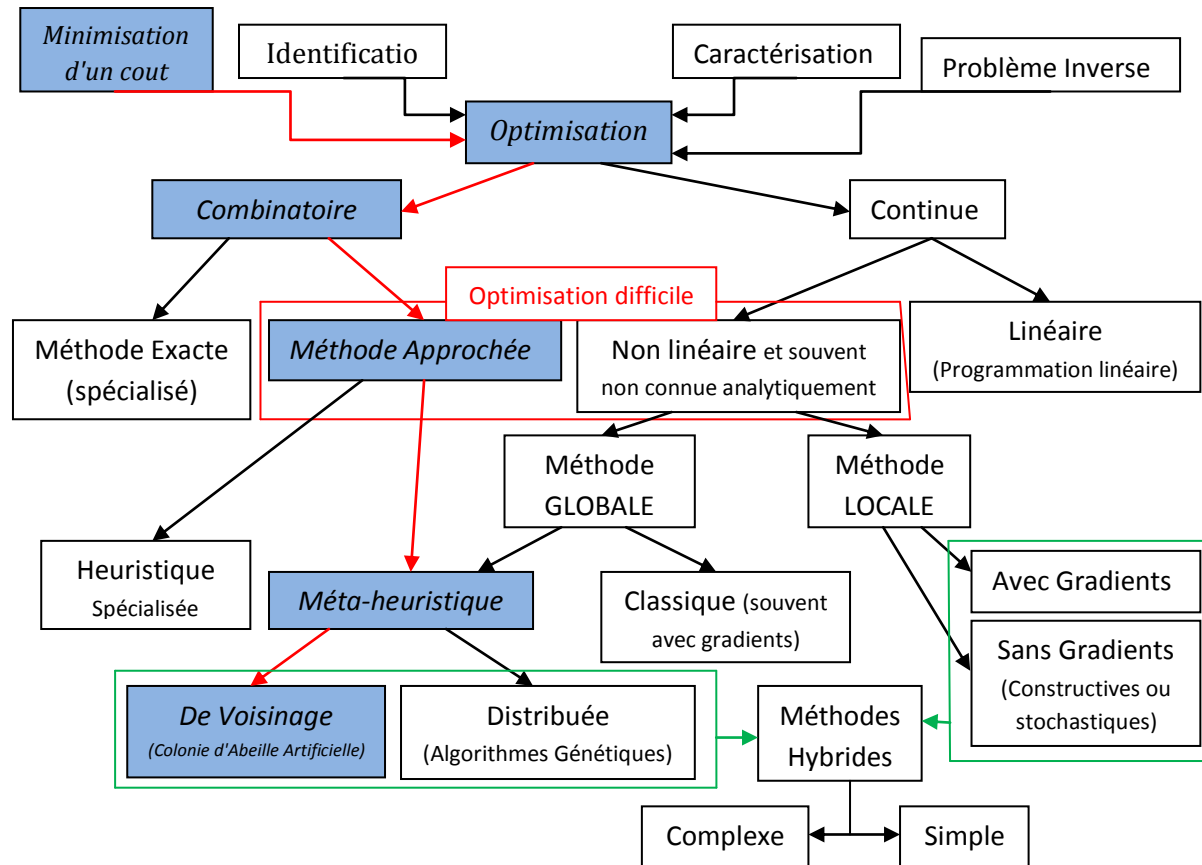 Minimisation
d'un cout
Identificatio
Caractérisation
Problème Inverse
Optimisation
Combinatoire
Continue
Optimisation difficile
Méthode Exacte
(spécialisé)
Méthode Approchée
Non linéaire et souvent
non connue analytiquement
Linéaire
(Programmation linéaire)
Méthode
GLOBALE
Méthode
LOCALE
Heuristique
Spécialisée
Méta-heuristique
Classique (souvent
avec gradients)
Avec Gradients
Sans Gradients
(Constructives ou
stochastiques)
De Voisinage
(Colonie d'Abeille Artificielle)
Distribuée
(Algorithmes Génétiques)
Méthodes
Hybrides
Complexe
Simple